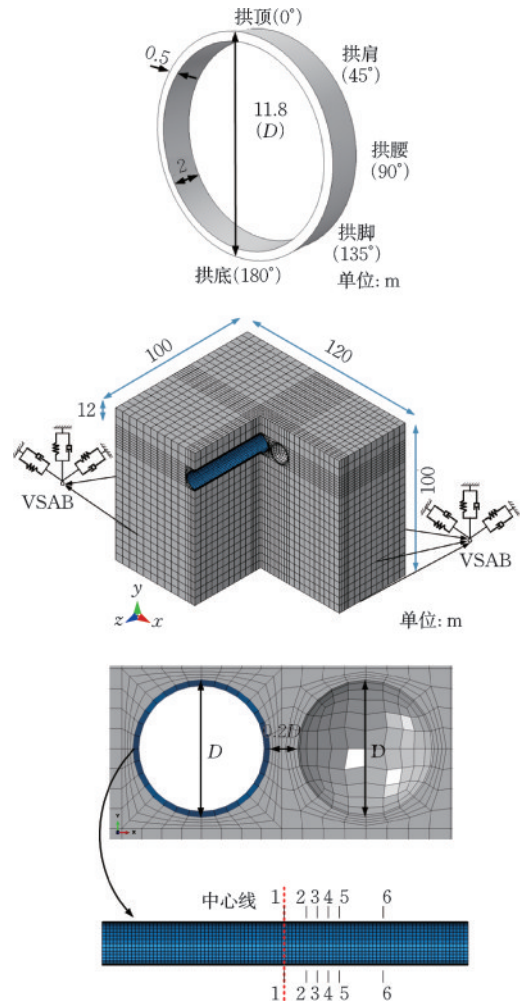 拱顶(0°)
0.5
拱肩
(45°)
11.8
(D)
拱腰
(90°)
2
拱脚
(135°)
拱底(180°)
单位: m
100
120
12
100
VSAB
VSAB
y
z
x
单位: m
D
0.2D
D
Y
X
中心线
1
2 3 4 5
6
1
2 3 4 5
6